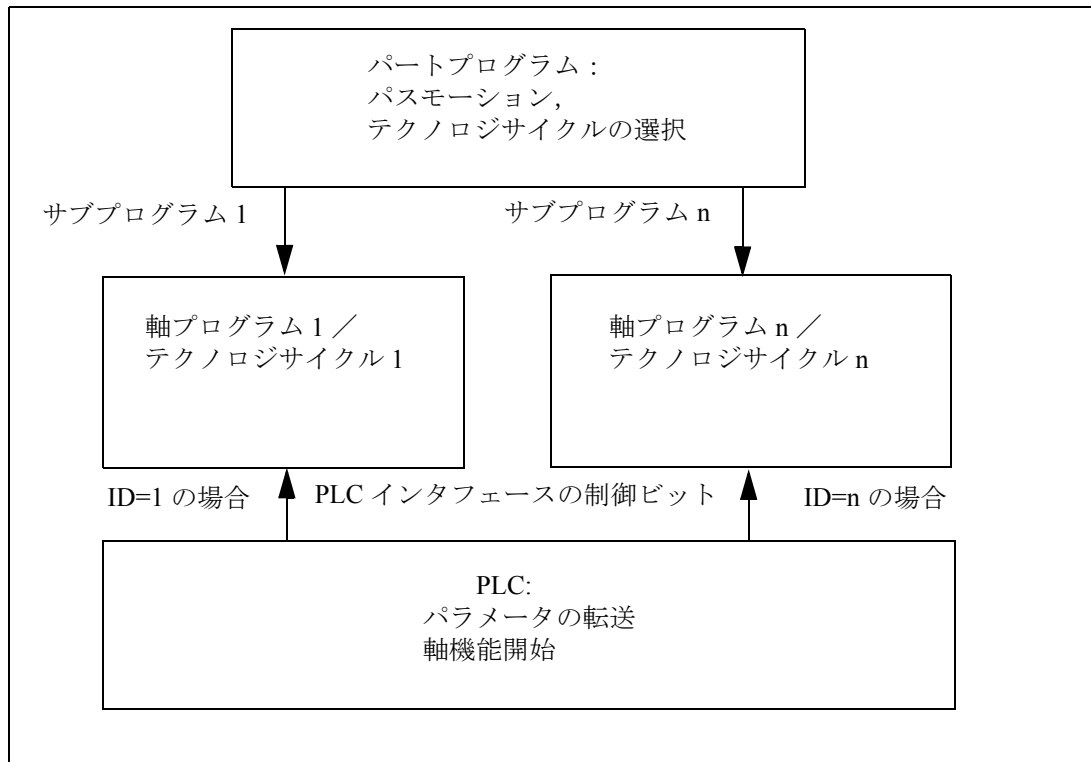 パートプログラム：
パスモーション，
テクノロジサイクルの選択
サブプログラム 1
サブプログラム n
軸プログラム 1 ／
テクノロジサイクル 1
軸プログラム n ／
テクノロジサイクル n
ID=1 の場合
PLC インタフェースの制御ビット
ID=n の場合
PLC:
パラメータの転送
軸機能開始